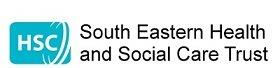 HSC
South Eastern Health
and Social Care Trust